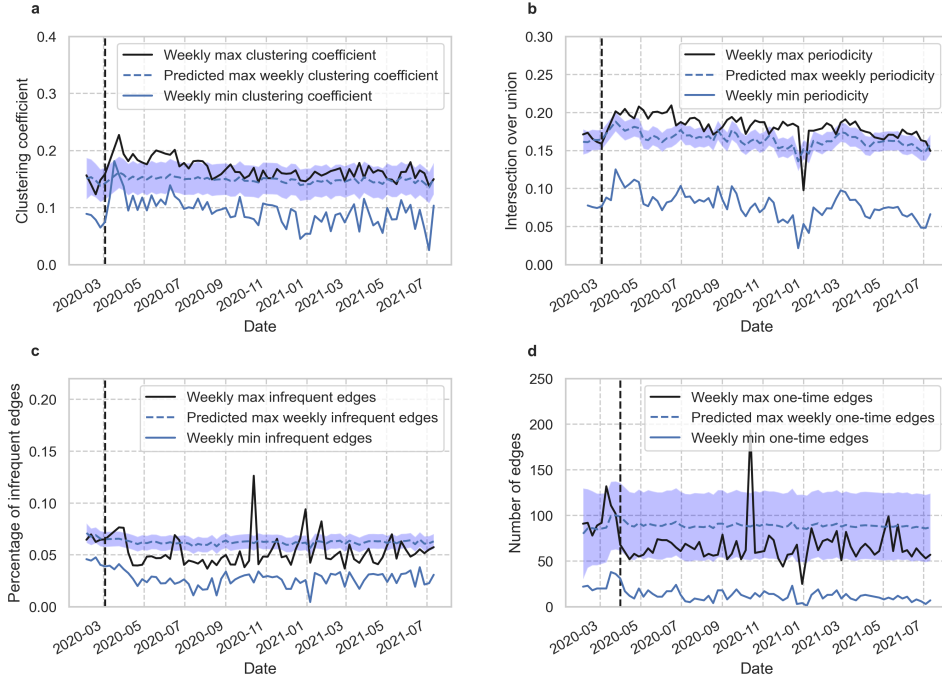 a
0.4
0.3
0.2
0.1
0.0
Clustering coefficient
Weekly max clustering coefficient
Predicted max weekly clustering coefficient
Weekly min clustering coefficient
2020-03
2020-05
2020-07
2020-09
2020-11
2021-01
2021-03
2021-05
2021-07
Date
b
0.30
0.25
0.20
0.15
0.10
0.05
0.00
Intersection over union
Weekly max periodicity
Predicted max weekly periodicity
Weekly min periodicity
2020-03
2020-05
2020-07
2020-09
2020-11
2021-01
2021-03
2021-05
2021-07
Date
c
0.20
0.15
0.10
0.05
0.00
Percentage of infrequent edges
Weekly max infrequent edges
Predicted max weekly infrequent edges
Weekly min infrequent edges
2020-03
2020-05
2020-07
2020-09
2020-11
2021-01
2021-03
2021-05
2021-07
Date
d
250
200
150
100
50
0
Number of edges
Weekly max one-time edges
Predicted max weekly one-time edges
Weekly min one-time edges
2020-03
2020-05
2020-07
2020-09
2020-11
2021-01
2021-03
2021-05
2021-07
Date